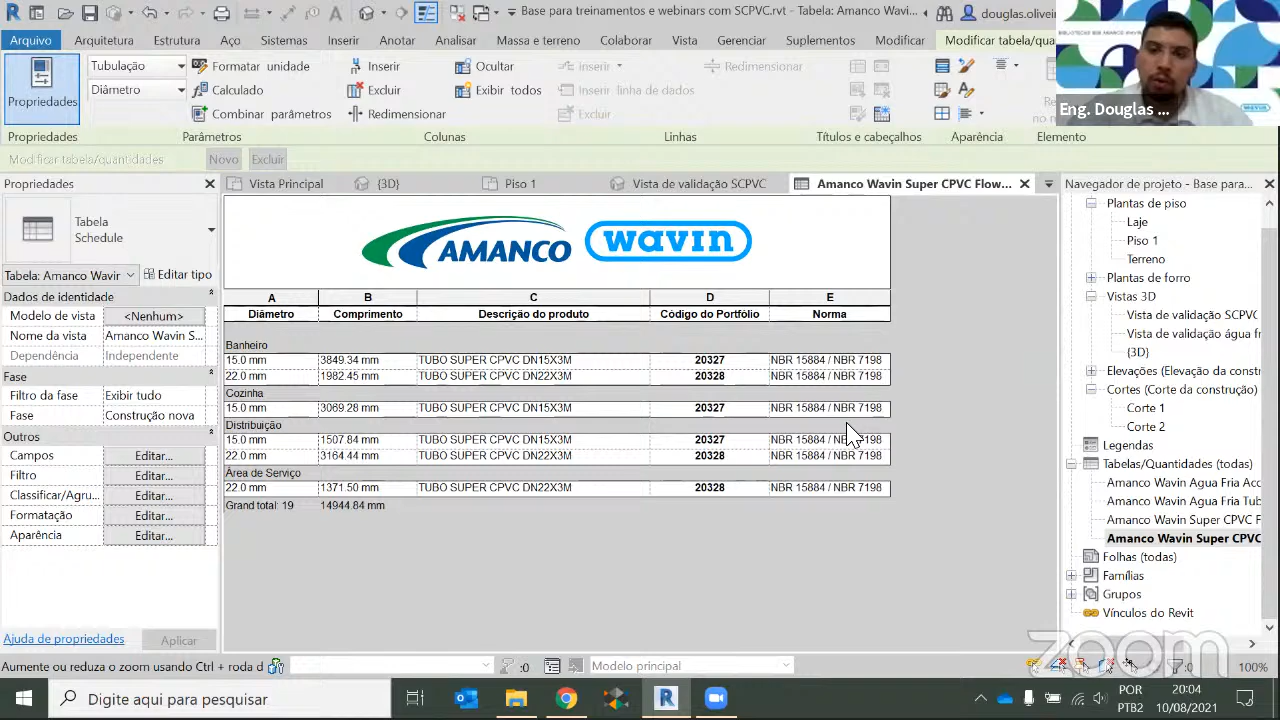 Base para treinamentos e webinars com SCPVC.rvt - Tabela: Amanco Wavi...
douglas.oliveir
Arquivo Arquitetura Estrutura Sistemas Anali Massa Colaborar Vista Gerenciar Suplem Modificar Modificar tabela/qua
Tubulação Formatar unidade Inserir Ocultar Inserir Redimensionar
Propriedades Diâmetro Calculado Excluir Exibir todos Inserir linha de dados
Combinar parâmetros Redimensionar Excluir
Eng. Douglas ...
Propriedades Parâmetros Colunas Linhas Títulos e cabeçalhos Aparência Elemento
Modificar tabela/quantidades Novo Excluir
Propriedades
Vista Principal {3D} Piso 1 Vista de validação SCPVC Amanco Wavin Super CPVC Flow...
Navegador de projeto - Base para...
Tabela
Schedule
Tabela: Amanco Wavir Editar tipo
Dados de identidade
Modelo de vista <Nenhum>
Nome da vista Amanco Wavin S...
Dependência Independente
Fase
Filtro da fase Exibir tudo
Fase Construção nova
Outros
Campos Editar...
Filtro Editar...
Classificar/Agru... Editar...
Formatação Editar...
Aparência Editar...
Ajuda de propriedades Aplicar
AMANCO wavin
A B C D E
Diâmetro Comprimento Descrição do produto Código do Portfólio Norma
Banheiro
15.0 mm 3849.34 mm TUBO SUPER CPVC DN15X3M 20327 NBR 15884 / NBR 7198
22.0 mm 1982.45 mm TUBO SUPER CPVC DN22X3M 20328 NBR 15884 / NBR 7198
Cozinha
15.0 mm 3069.28 mm TUBO SUPER CPVC DN15X3M 20327 NBR 15884 / NBR 7198
Distribuição
15.0 mm 1507.84 mm TUBO SUPER CPVC DN15X3M 20327 NBR 15884 / NBR 7198
22.0 mm 3164.44 mm TUBO SUPER CPVC DN22X3M 20328 NBR 15884 / NBR 7198
Área de Serviço
22.0 mm 1371.50 mm TUBO SUPER CPVC DN22X3M 20328 NBR 15884 / NBR 7198
Grand total: 19 14944.84 mm
Plantas de piso
Laje
Piso 1
Terreno
Plantas de forro
Vistas 3D
Vista de validação SCPVC
Vista de validação água fr
{3D}
Elevações (Elevação da constr
Cortes (Corte da construção)
Corte 1
Corte 2
Legendas
Tabelas/Quantidades (todas)
Amanco Wavin Agua Fria Aco
Amanco Wavin Agua Fria Tub
Amanco Wavin Super CPVC F
Amanco Wavin Super CPVC
Folhas (todas)
Famílias
Grupos
Vínculos do Revit
zoom
Aumente ou reduza o zoom usando Ctrl + roda d :0 Modelo principal :0 100%
Digite aqui para pesquisar
POR
PTB2
20:04
10/08/2021